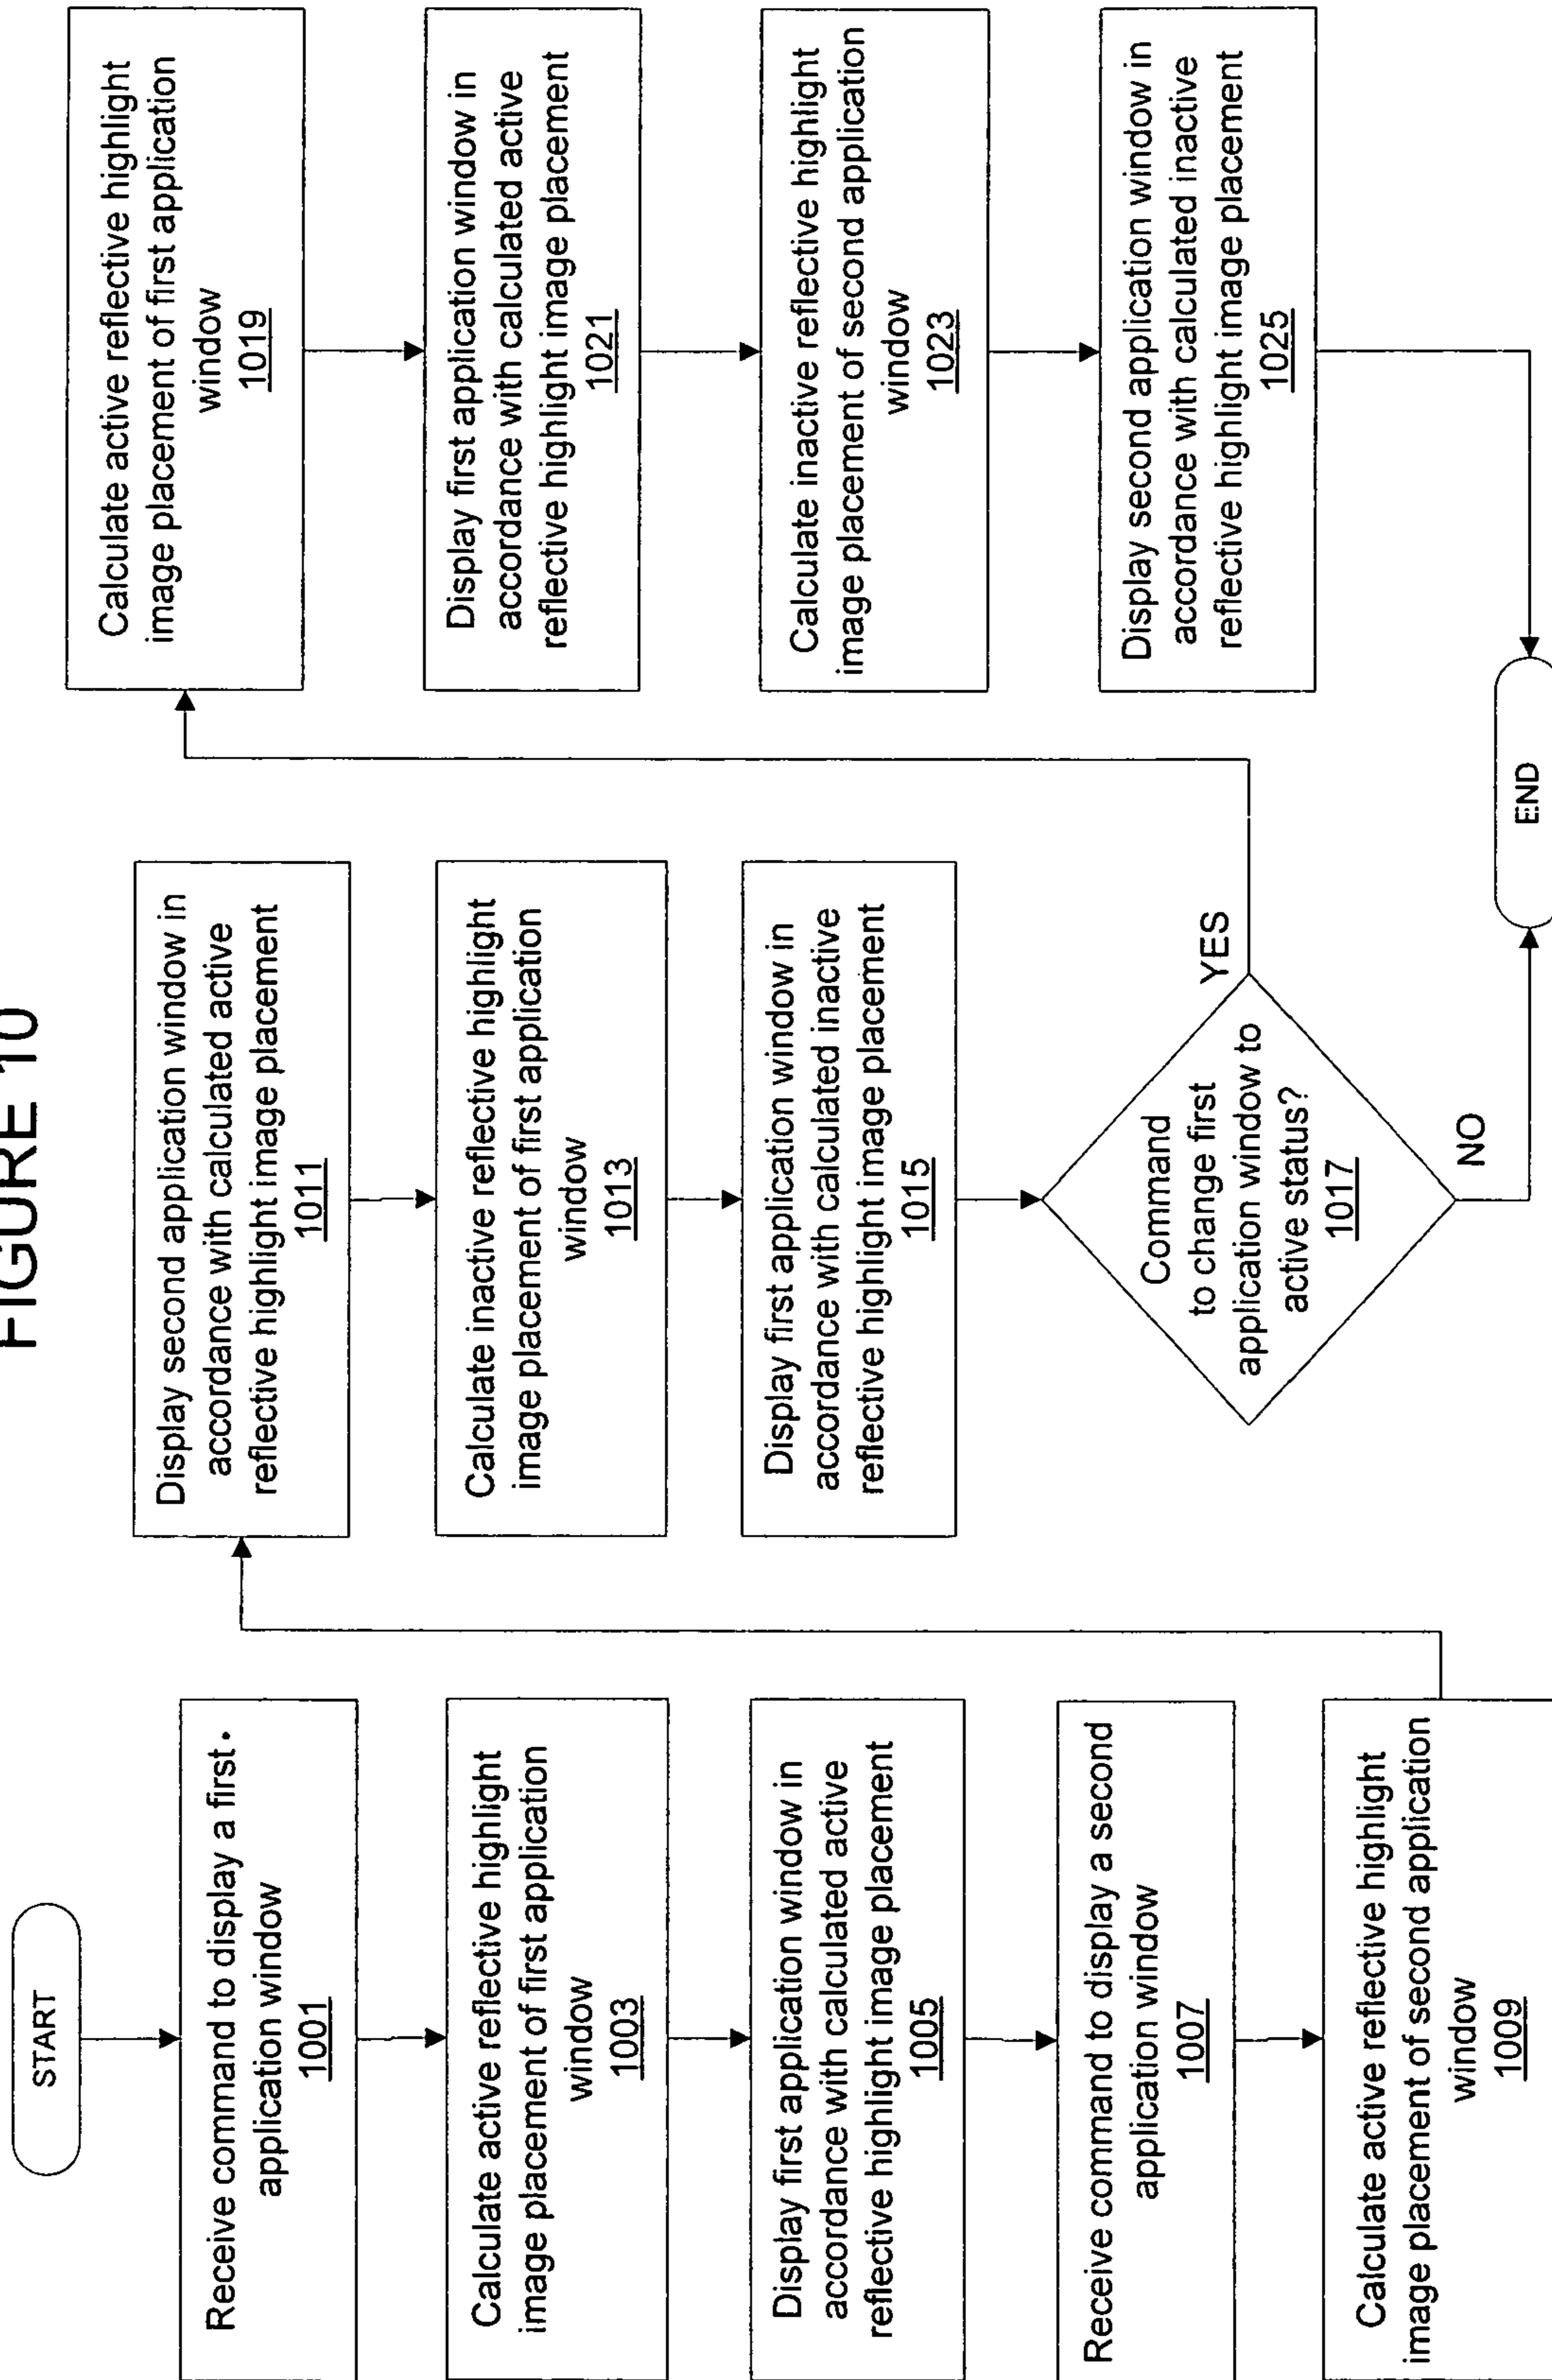 FIGURE 10
START
Receive command to display a first.
application window
1001
Calculate active reflective highlight
image placement of first application
window
1003
Display first application window in
accordance with calculated active
reflective highlight image placement
1005
Receive command to display a second
application window
1007
Calculate active reflective highlight
image placement of second application
window
1009
Display second application window in
accordance with calculated active
reflective highlight image placement
1011
Calculate inactive reflective highlight
image placement of first application
window
1013
Display first application window in
accordance with calculated inactive
reflective highlight image placement
1015
Command
to change first
application window to
active status?
1017
YES
NO
Calculate active reflective highlight
image placement of first application
window
1019
Display first application window in
accordance with calculated active
reflective highlight image placement
1021
Calculate inactive reflective highlight
image placement of second application
window
1023
Display second application window in
accordance with calculated inactive
reflective highlight image placement
1025
END